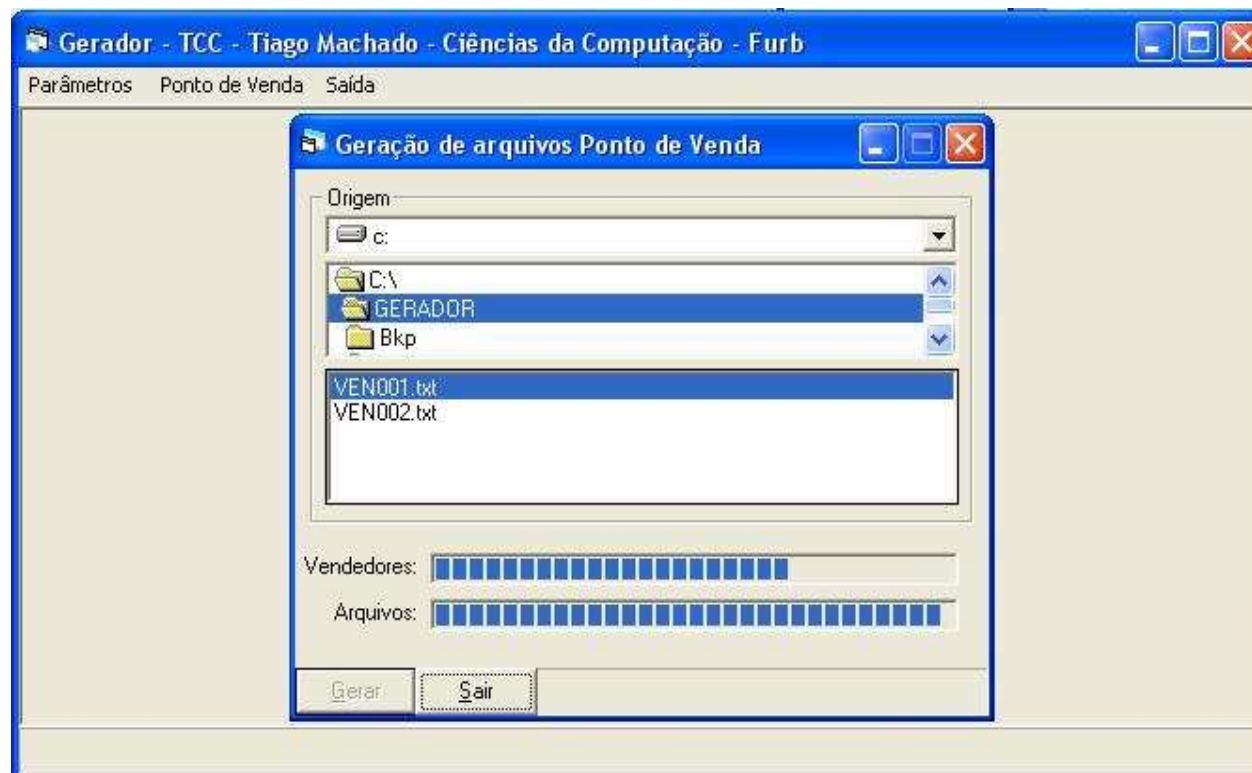 Gerador - TCC - Tiago Machado - Ciências da Computação - Furb
Parâmetros Ponto de Venda Saída
Geração de arquivos Ponto de Venda
Origem
c:
C:\
GERADOR
Bkp
VEN001.txt
VEN002.txt
Vendedores:
Arquivos:
Gerar Sair